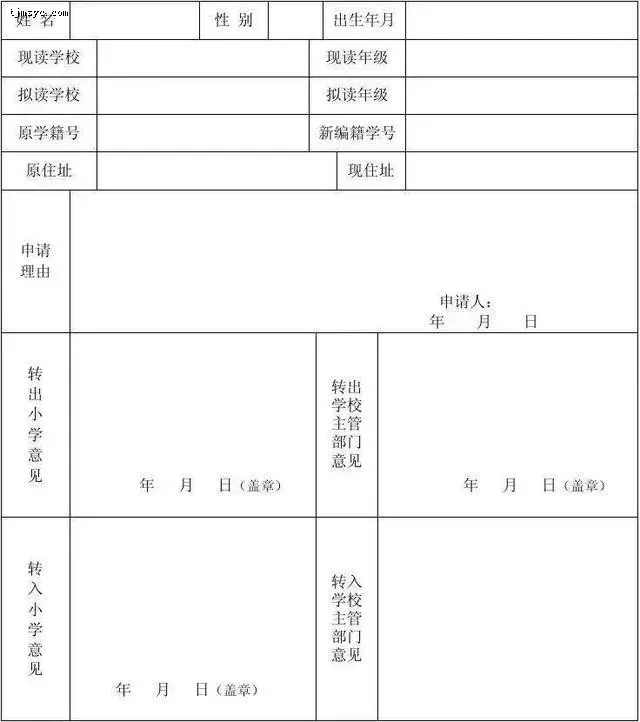 tjmsyc.com
姓 名
性 别
出生年月
现读学校
现读年级
拟读学校
拟读年级
原学籍号
新编籍学号
原住址
现住址
申请
理由
申请人：
年 月 日
转
出
小
学
意
见
年 月 日（盖章）
转出
学校
主管
部门
意见
年 月 日（盖章）
转
入
小
学
意
见
年 月 日（盖章）
转入
学校
主管
部门
意见